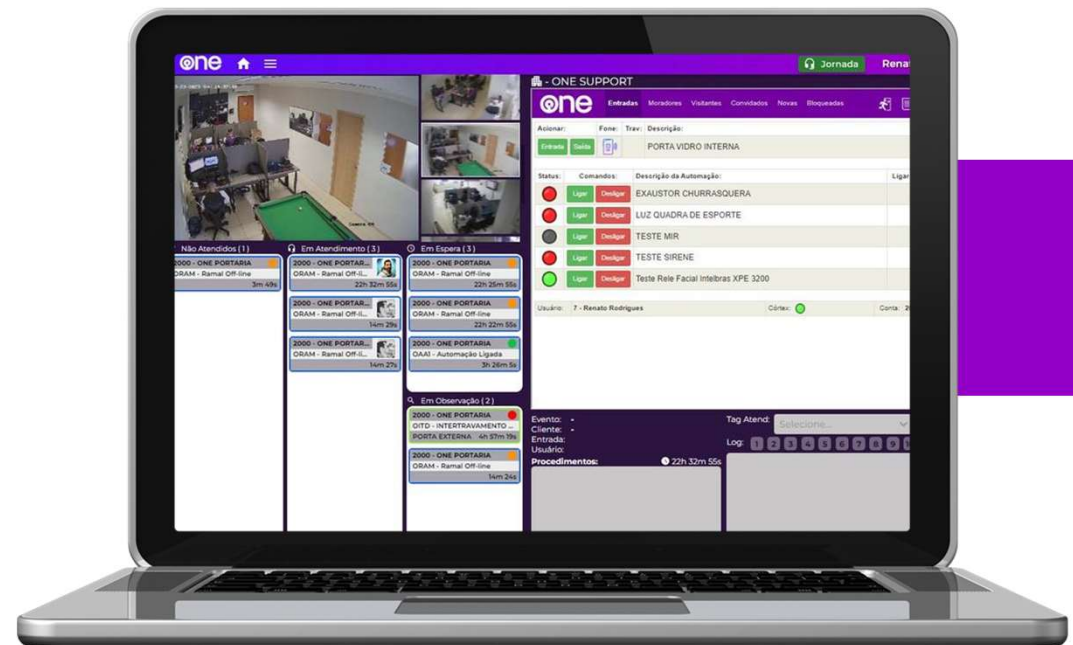 one
Jornada
- ONE SUPPORT
one
Entradas Moradores Visitantes Convidados Novas Bloqueadas
Acionar: Fone: Trav: Descrição:
Entrada Saída PORTA VIDRO INTERNA
Status: Comandos: Descrição da Automação: Ligar
Ligar Desligar EXAUSTOR CHURRASQUERA
Ligar Desligar LUZ QUADRA DE ESPORTE
Ligar Desligar TESTE MIR
Ligar Desligar TESTE SIRENE
Ligar Desligar Teste Rele Facial Intelbras XPE 3200
Usuário: 7 - Renato Rodrigues Córtex: Conta:
Não Atendidos (1)
2000 - ONE PORTARIA
ORAM - Ramal Off-line
3m 49s
Em Atendimento (3)
2000 - ONE PORTAR...
ORAM - Ramal Off-li...
22h 32m 55s
2000 - ONE PORTAR...
ORAM - Ramal Off-li...
14m 29s
2000 - ONE PORTAR...
ORAM - Ramal Off-li...
14m 27s
Em Espera (3)
2000 - ONE PORTARIA
ORAM - Ramal Off-line
22h 25m 55s
2000 - ONE PORTARIA
ORAM - Ramal Off-line
22h 22m 55s
2000 - ONE PORTARIA
OAA1 - Automação Ligada
3h 26m 5s
Em Observação (2)
2000 - ONE PORTARIA
OITD - INTERTRAVAMENTO ...
PORTA EXTERNA 4h 57m 19s
2000 - ONE PORTARIA
ORAM - Ramal Off-line
14m 24s
Evento: -
Cliente: -
Entrada:
Usuário:
Procedimentos: 22h 32m 55s
Tag Atend: Selecione...
Log: 1 2 3 4 5 6 7 8 9